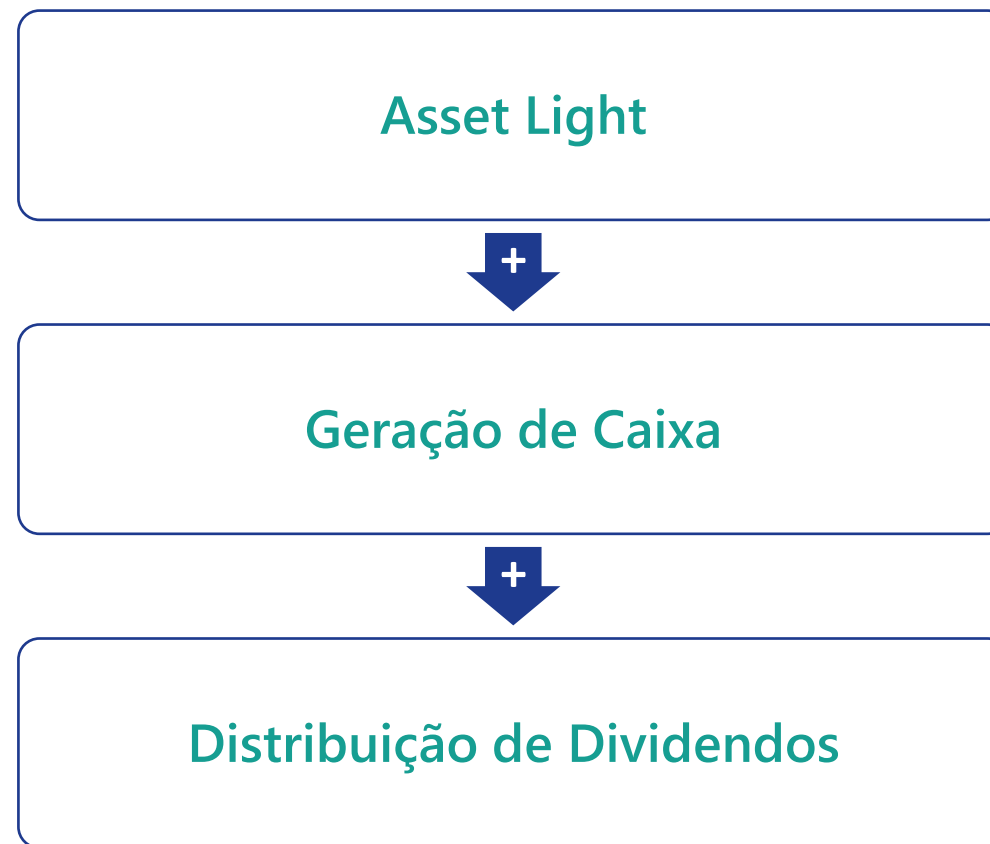 Asset Light
+
Geração de Caixa
+
Distribuição de Dividendos